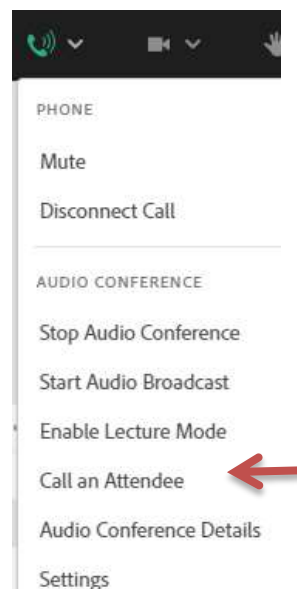 PHONE
Mute
Disconnect Call
AUDIO CONFERENCE
Stop Audio Conference
Start Audio Broadcast
Enable Lecture Mode
Call an Attendee
Audio Conference Details
Settings